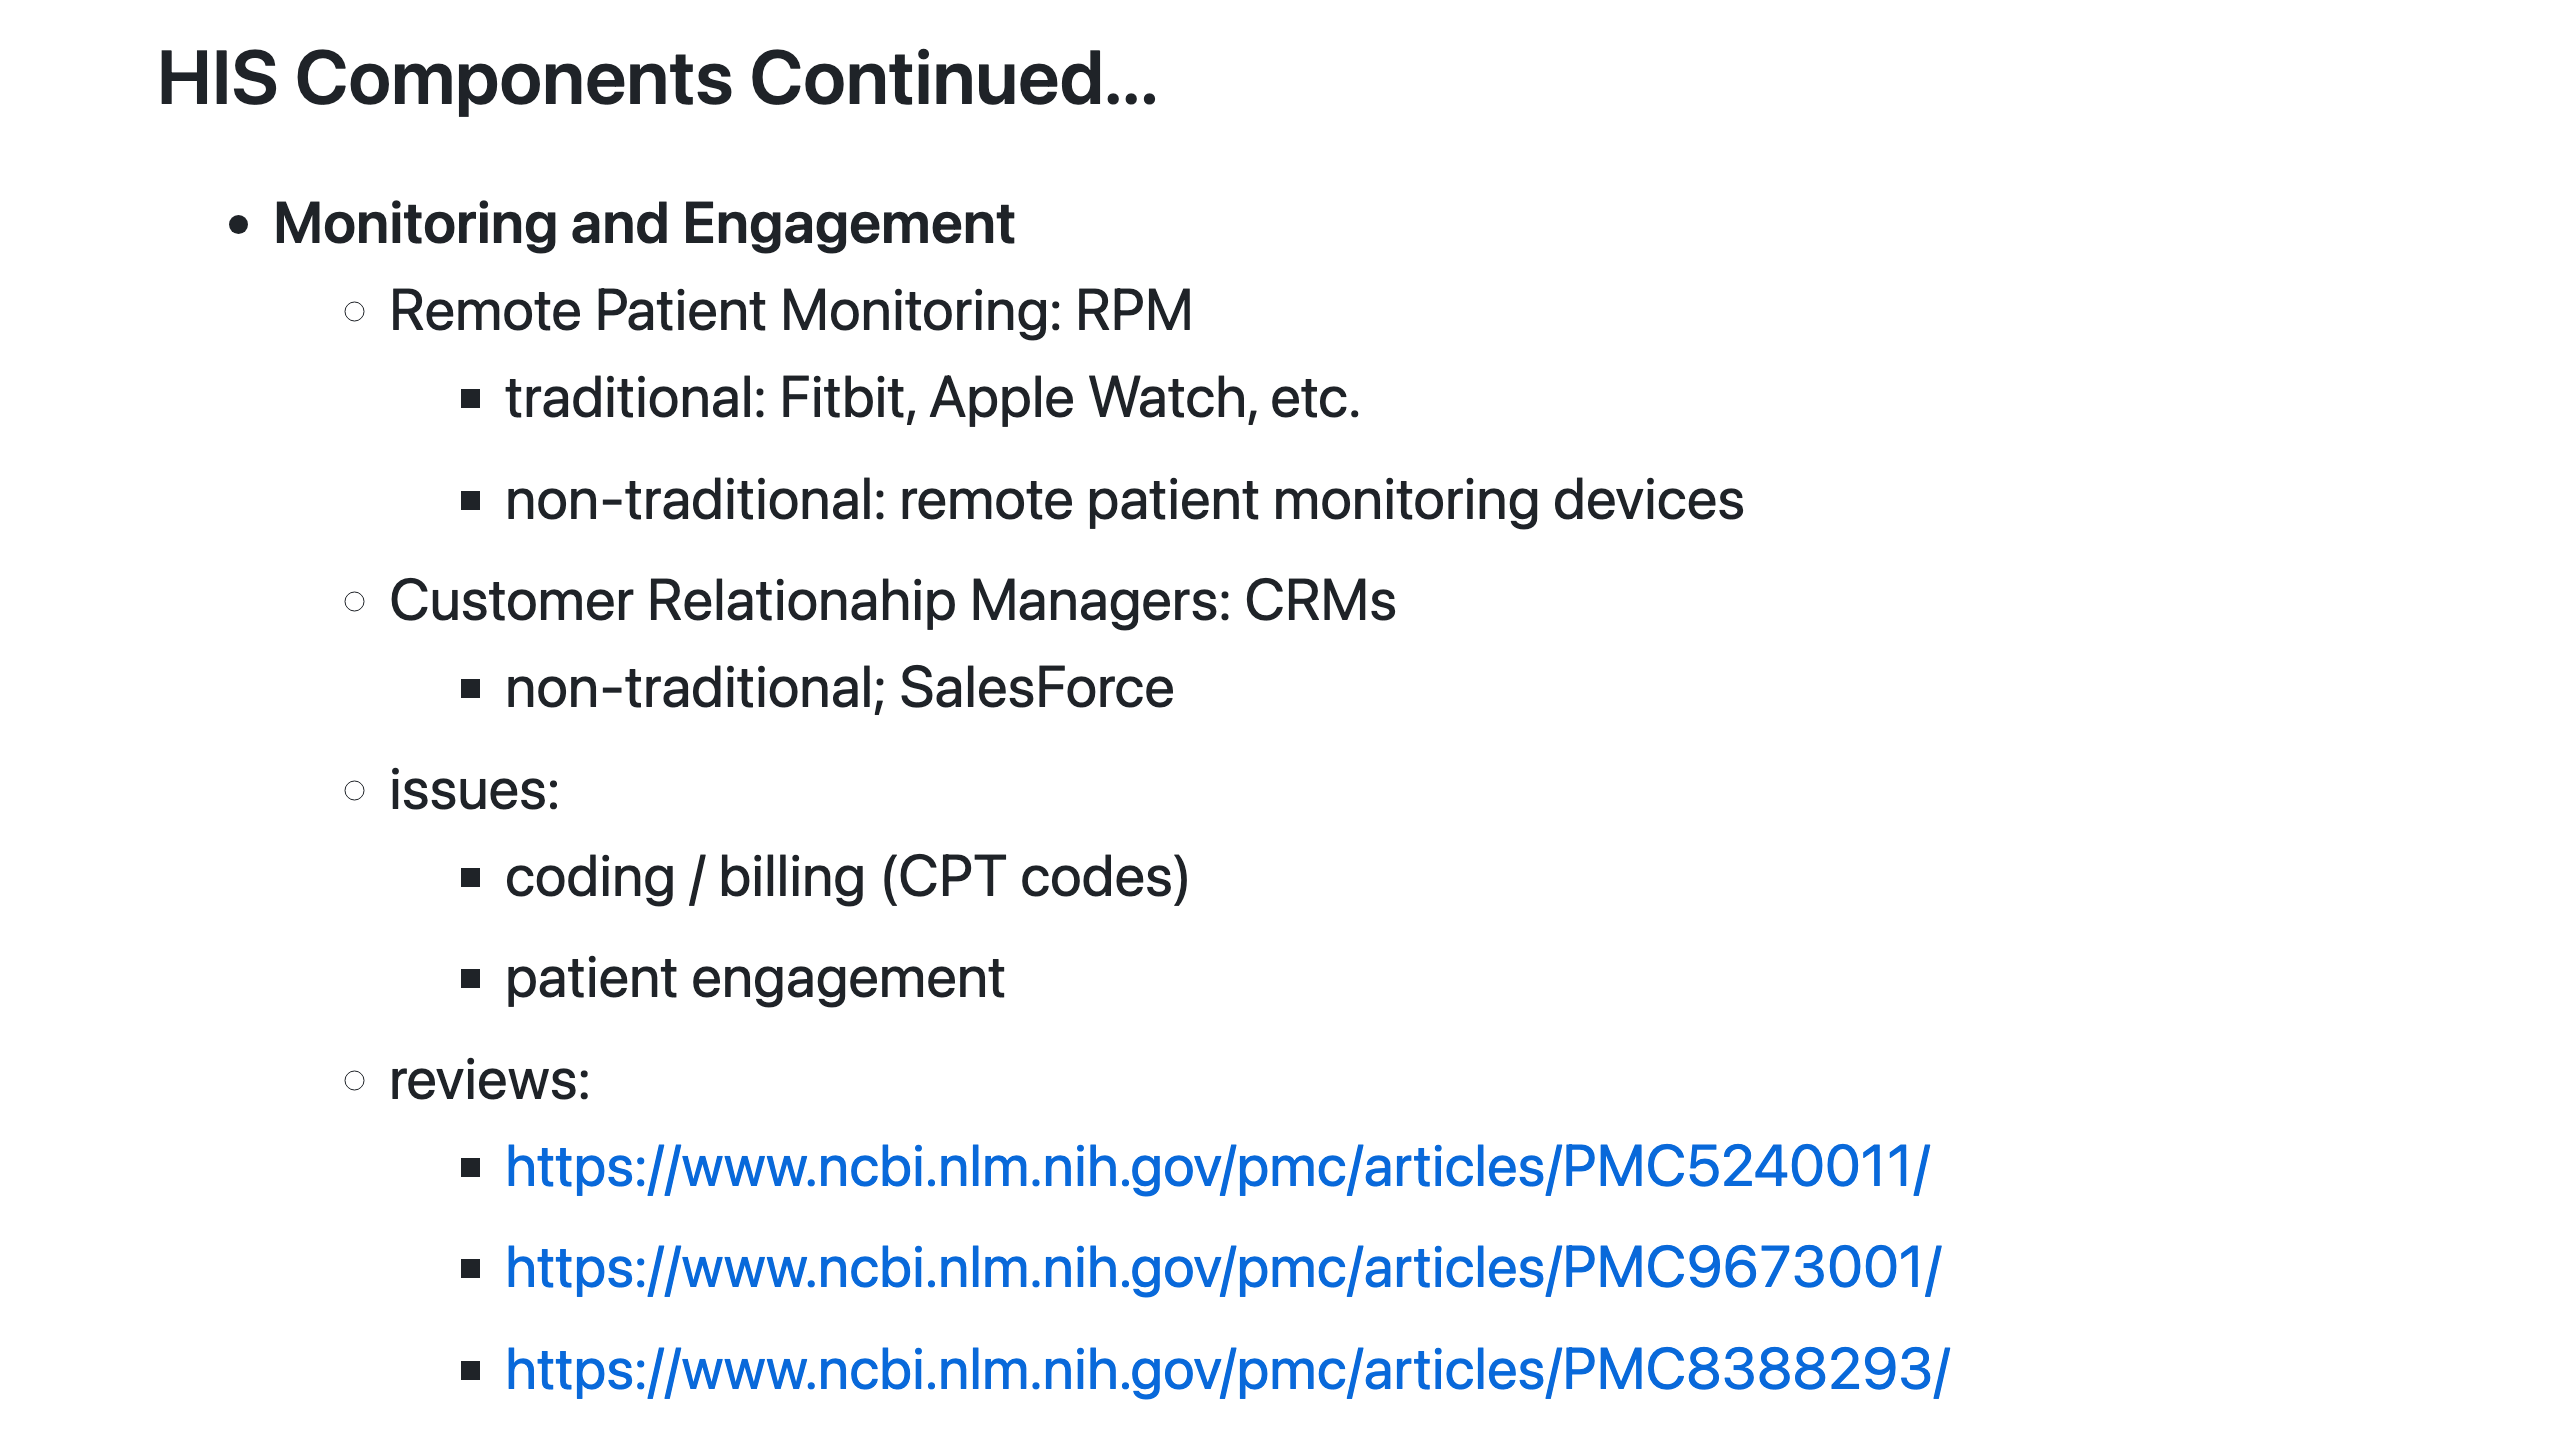 HIS Components Continued...
Monitoring and Engagement
Remote Patient Monitoring: RPM
traditional: Fitbit, Apple Watch, etc.
non-traditional: remote patient monitoring devices
Customer Relationahip Managers: CRMs
non-traditional; SalesForce
issues:
coding / billing (CPT codes)
patient engagement
reviews:
https://www.ncbi.nlm.nih.gov/pmc/articles/PMC5240011/
https://www.ncbi.nlm.nih.gov/pmc/articles/PMC9673001/
https://www.ncbi.nlm.nih.gov/pmc/articles/PMC8388293/